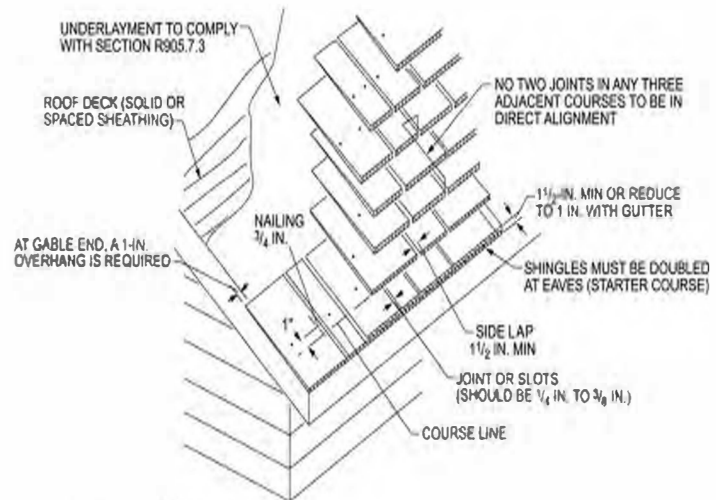 UNDERLAYMENT TO COMPLY
WITH SECTION R905.7.3
ROOF DECK (SOLID OR
SPACED SHEATHING)
NO TWO JOINTS IN ANY THREE
ADJACENT COURSES TO BE IN
DIRECT ALIGNMENT
1 1/2-IN. MIN OR REDUCE
TO 1 IN. WITH GUTTER
NAILING
3/4 IN.
AT GABLE END, A 1-IN.
OVERHANG IS REQUIRED
SHINGLES MUST BE DOUBLED
AT EAVES (STARTER COURSE)
1"
SIDE LAP
1 1/2 IN. MIN
JOINT OR SLOTS
(SHOULD BE 1/4 IN. TO 3/8 IN.)
COURSE LINE